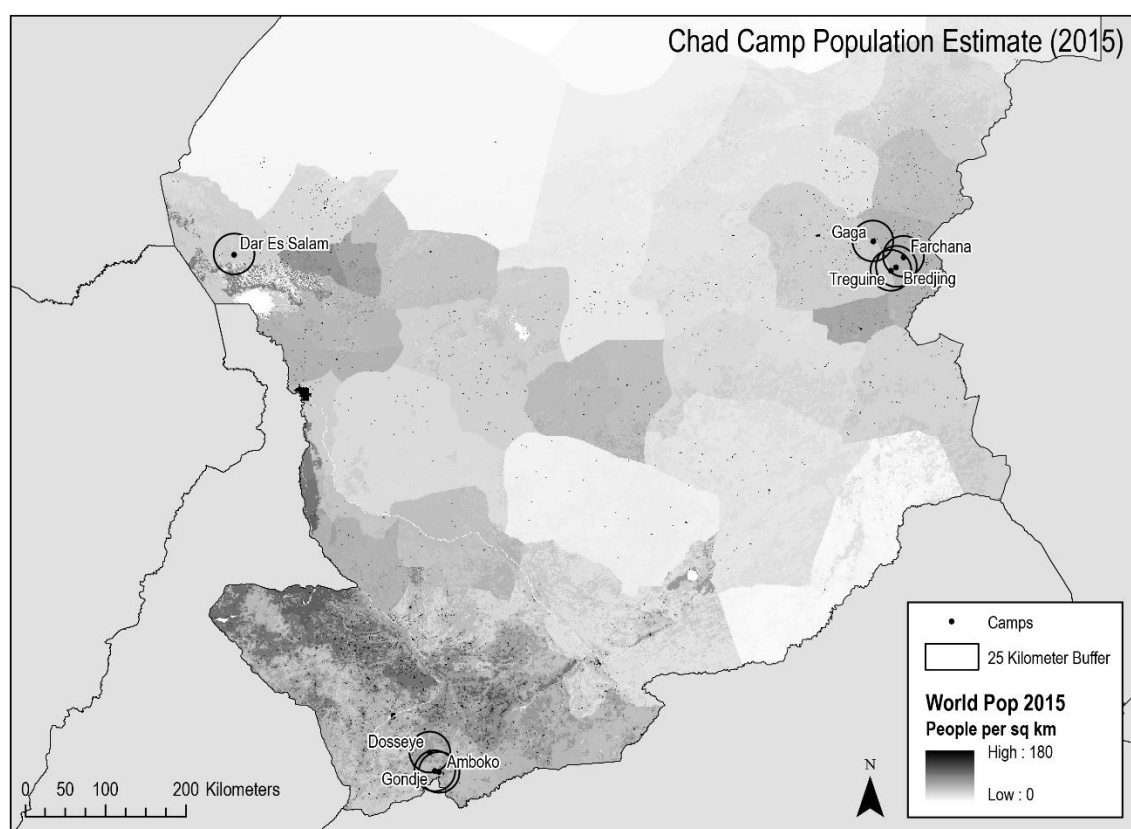 Chad Camp Population Estimate (2015)
Dar Es Salam
Gaga
Farchana
Treguine
Bredjing
Dosseye
Amboko
Gondje
Camps
25 Kilometer Buffer
World Pop 2015
People per sq km
High : 180
Low : 0
N
0 50 100 200 Kilometers